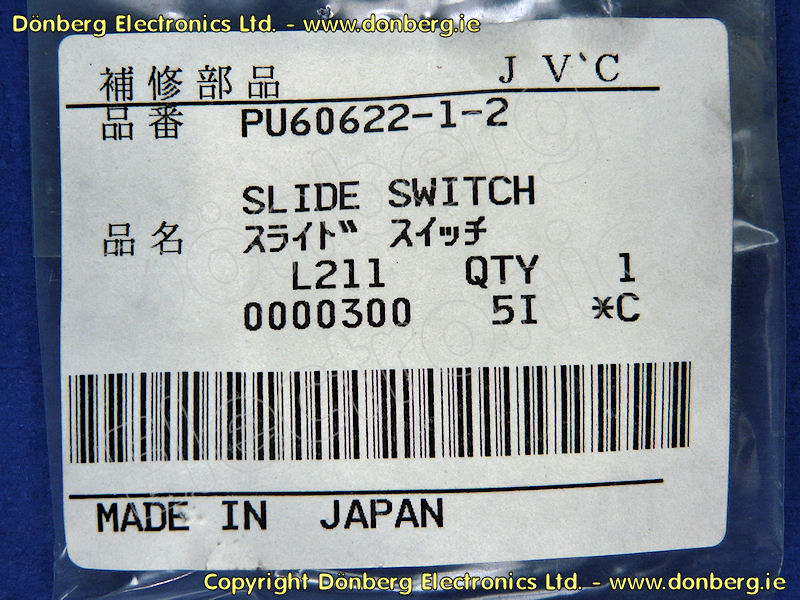 Dönberg Electronics Ltd. - www.donberg.ie
補修部品 J V`C
品番 PU60622-1-2
SLIDE SWITCH
品名 ｽﾗｲﾄﾞ ｽｲｯﾁ
L211 QTY 1
0000300 5I *C
MADE IN JAPAN
Copyright Dönberg Electronics Ltd. - www.donberg.ie